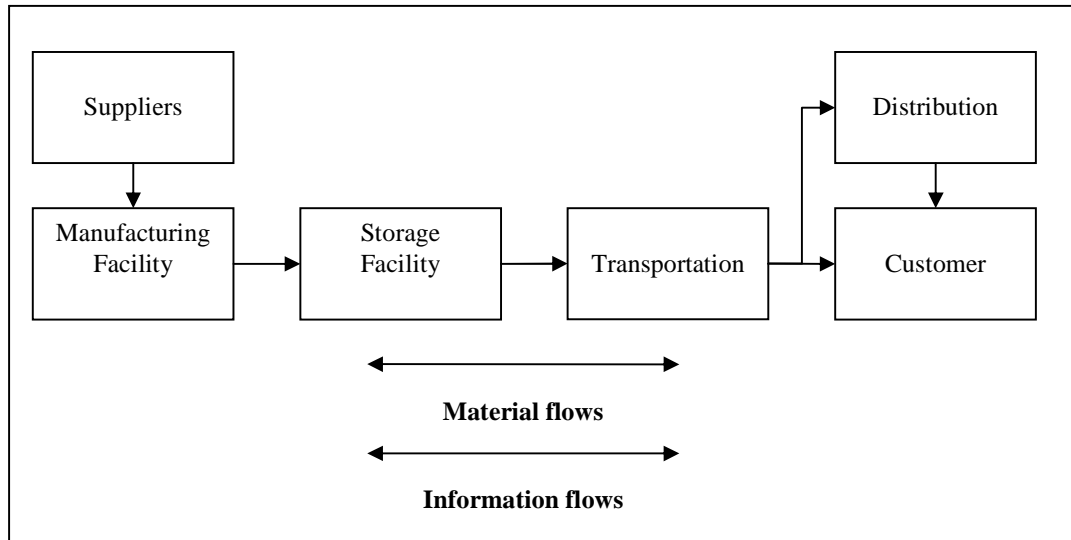 Suppliers
Distribution
Manufacturing
Facility
Storage
Facility
Transportation
Customer
Material flows
Information flows